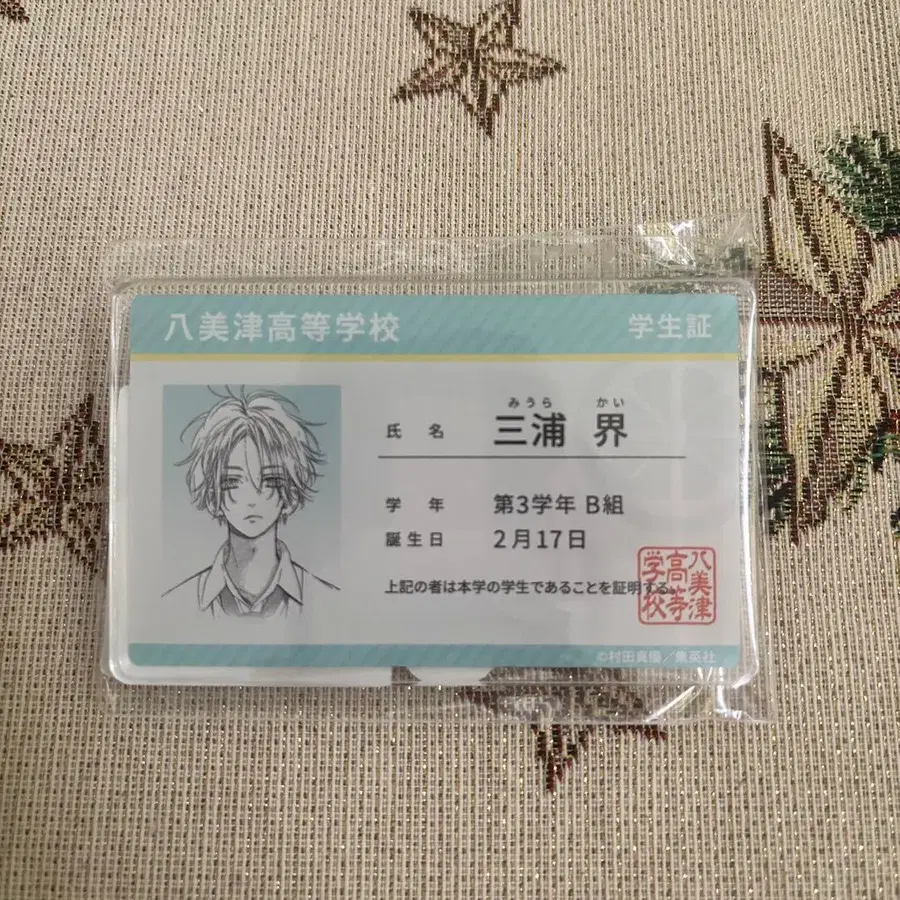 八美津高等学校 学生証
みうら かい
氏名 三浦 界
学年 第3学年 B組
誕生日 2月17日
上記の者は本学の学生であることを証明する。
八美津
高等
学校
©村田真優/集英社